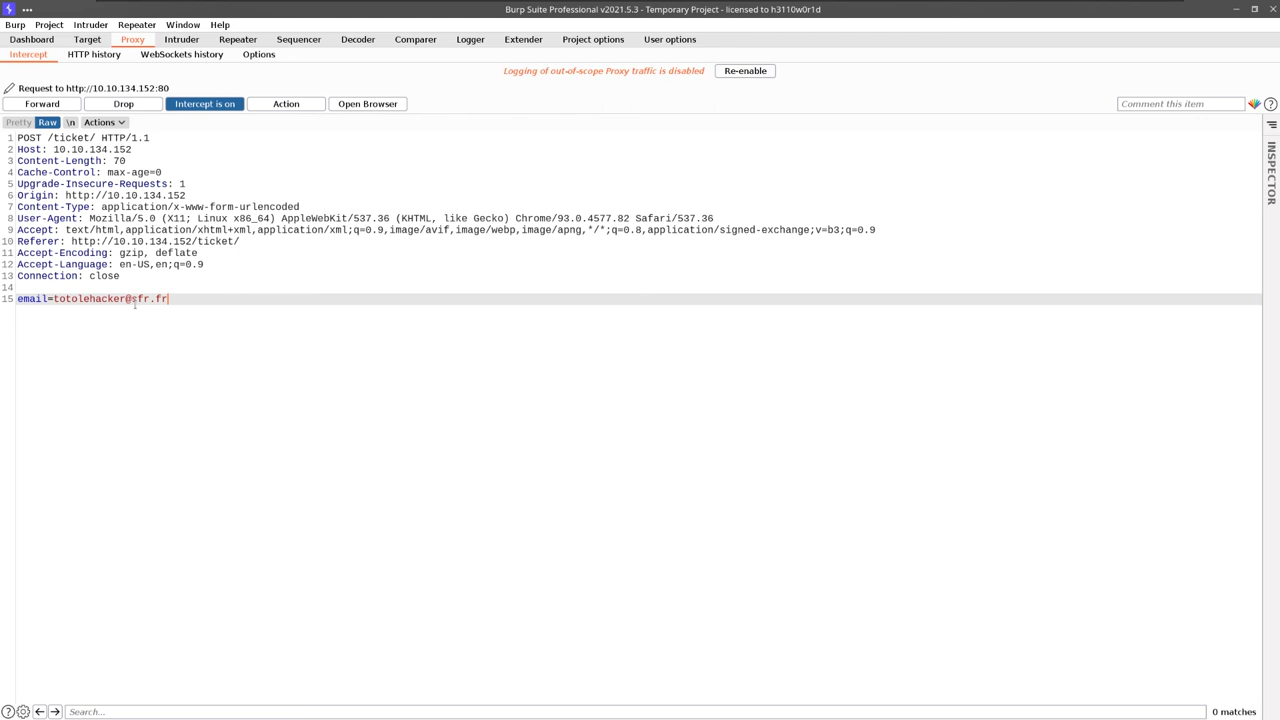 Burp Suite Professional v2021.5.3 - Temporary Project - licensed to h3110w0r1d
Burp Project Intruder Repeater Window Help
Dashboard Target Proxy Intruder Repeater Sequencer Decoder Comparer Logger Extender Project options User options
Intercept HTTP history WebSockets history Options
Logging of out-of-scope Proxy traffic is disabled Re-enable
Request to http://10.10.134.152:80
Forward Drop Intercept is on Action Open Browser Comment this item
Pretty Raw \n Actions
INSPECTOR
1 POST /ticket/ HTTP/1.1
2 Host: 10.10.134.152
3 Content-Length: 70
4 Cache-Control: max-age=0
5 Upgrade-Insecure-Requests: 1
6 Origin: http://10.10.134.152
7 Content-Type: application/x-www-form-urlencoded
8 User-Agent: Mozilla/5.0 (X11; Linux x86_64) AppleWebKit/537.36 (KHTML, like Gecko) Chrome/93.0.4577.82 Safari/537.36
9 Accept: text/html,application/xhtml+xml,application/xml;q=0.9,image/avif,image/webp,image/apng,*/*;q=0.8,application/signed-exchange;v=b3;q=0.9
10 Referer: http://10.10.134.152/ticket/
11 Accept-Encoding: gzip, deflate
12 Accept-Language: en-US,en;q=0.9
13 Connection: close
14
15 email=totolehacker@sfr.fr
Search... 0 matches